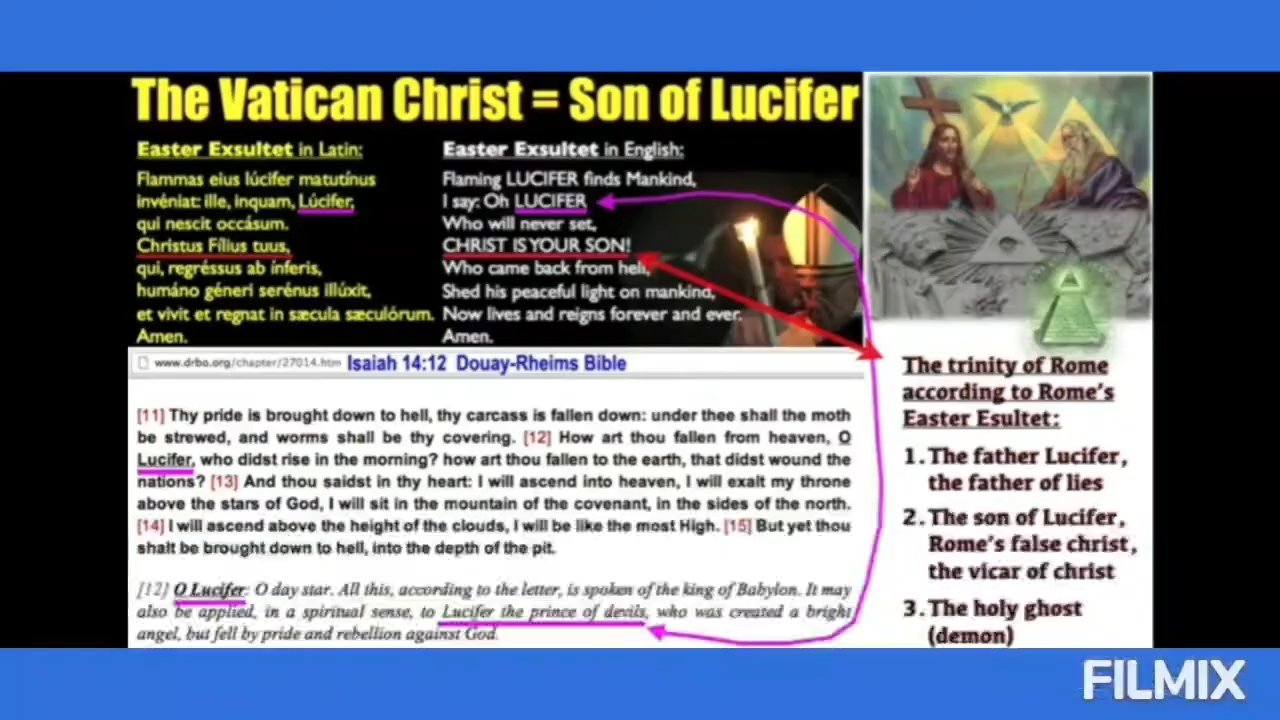 The Vatican Christ = Son of Lucifer
Easter Exsultet in Latin:
Flammas eius lúcifer matutínus
invéniat: ille, inquam, Lúcifer,
qui nescit occásum.
Christus Fílius tuus,
qui, regréssus ab ínferis,
humáno géneri serénus illúxit,
et vivit et regnat in sæcula sæculórum.
Amen.
Easter Exsultet in English:
Flaming LUCIFER finds Mankind,
I say: Oh LUCIFER
Who will never set,
CHRIST IS YOUR SON!
Who came back from hell,
Shed his peaceful light on mankind,
Now lives and reigns forever and ever.
Amen.
www.drbo.org/chapter/27014.htm Isaiah 14:12 Douay-Rheims Bible
[11] Thy pride is brought down to hell, thy carcass is fallen down: under thee shall the moth
be strewed, and worms shall be thy covering. [12] How art thou fallen from heaven, O
Lucifer, who didst rise in the morning? how art thou fallen to the earth, that didst wound the
nations? [13] And thou saidst in thy heart: I will ascend into heaven, I will exalt my throne
above the stars of God, I will sit in the mountain of the covenant, in the sides of the north.
[14] I will ascend above the height of the clouds, I will be like the most High. [15] But yet thou
shalt be brought down to hell, into the depth of the pit.
[12] O Lucifer: O day star. All this, according to the letter, is spoken of the king of Babylon. It may
also be applied, in a spiritual sense, to Lucifer the prince of devils, who was created a bright
angel, but fell by pride and rebellion against God.
The trinity of Rome
according to Rome's
Easter Esultet:
1. The father Lucifer,
the father of lies
2. The son of Lucifer,
Rome's false christ,
the vicar of christ
3. The holy ghost
(demon)
FILMIX